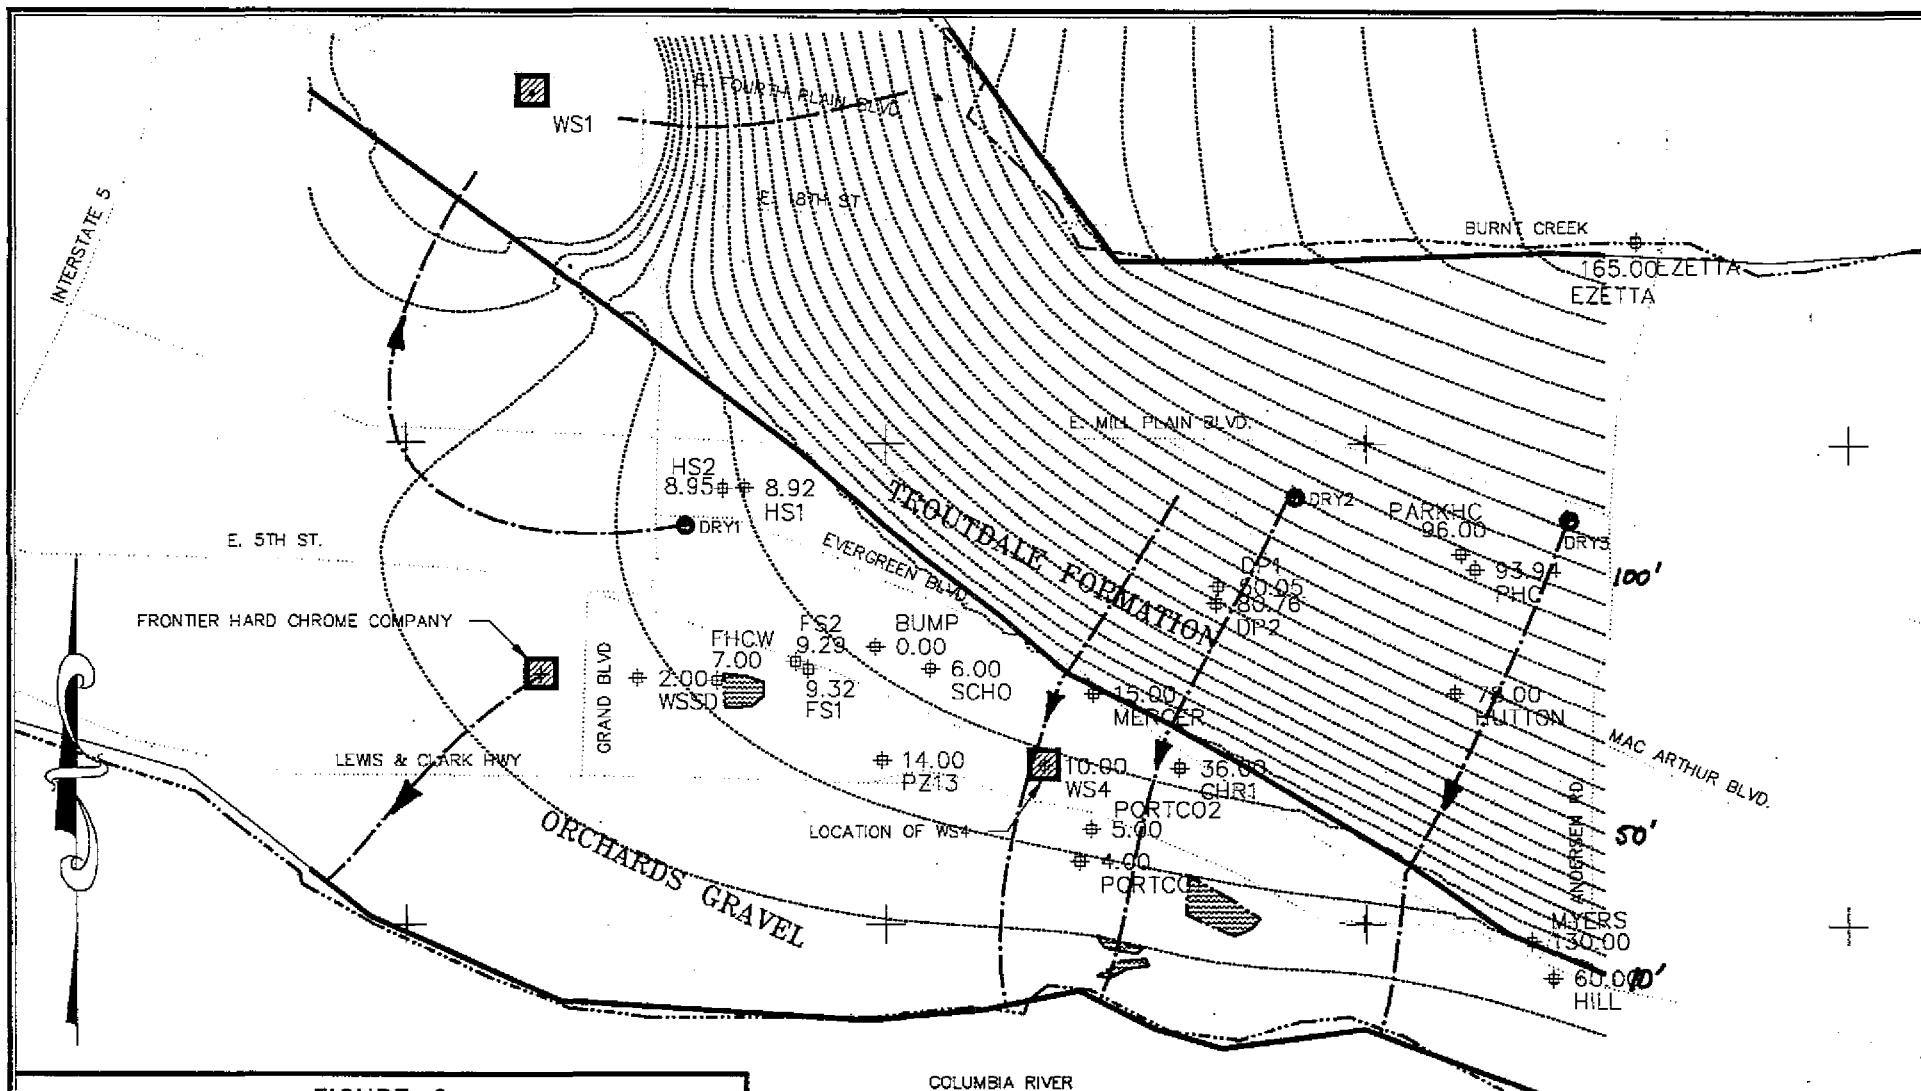 WS1
E. FOURTH PLAIN BLVD
INTERSTATE 5
E. 18TH ST
BURNT CREEK
165.00 EZETTA
EZETTA
E. MILL PLAIN BLVD.
HS2
8.95
8.92
HS1
DRY1
TROUTDALE FORMATION
DRY2
PARKHC
96.00
DRY3
93.94
PHC
100'
E. 5TH ST.
EVERGREEN BLVD
DP1
80.05
80.76
DP2
FRONTIER HARD CHROME COMPANY
GRAND BLVD
FHCW
7.00
FS2
9.29
BUMP
0.00
2.00
WSSD
9.32
FS1
6.00
SCHO
15.00
MERCER
78.00
HUTTON
MAC ARTHUR BLVD.
LEWIS & CLARK HWY
14.00
PZ13
10.00
WS4
36.00
CHR1
LOCATION OF WS4
PORTCO2
5.00
4.00
ANDERSEN RD
50'
ORCHARDS GRAVEL
MYERS
130.00
60.00
10'
HILL
COLUMBIA RIVER